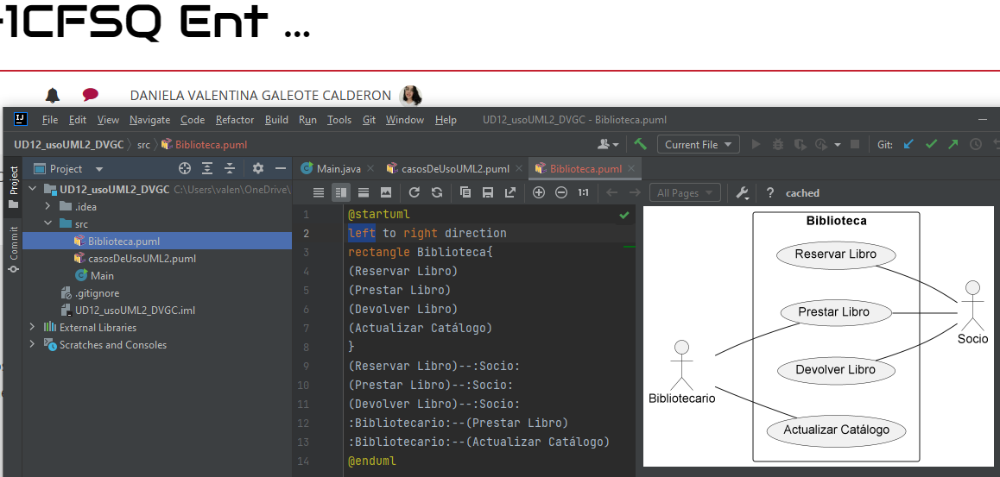 -1CFSQ Ent ...
DANIELA VALENTINA GALEOTE CALDERON
IJ File Edit View Navigate Code Refactor Build Run Tools Git Window Help UD12_usoUML2_DVGC - Biblioteca.puml
UD12_usoUML2_DVGC src Biblioteca.puml Current File Git:
Project Project Main.java casosDeUsoUML2.puml Biblioteca.puml
UD12_usoUML2_DVGC C:\Users\valen\OneDrive\
.idea
src
Biblioteca.puml
casosDeUsoUML2.puml
Main
.gitignore
UD12_usoUML2_DVGC.iml
External Libraries
Scratches and Consoles
Commit
1:1 All Pages ? cached
1 @startuml
2 left to right direction
3 rectangle Biblioteca{
4 (Reservar Libro)
5 (Prestar Libro)
6 (Devolver Libro)
7 (Actualizar Catálogo)
8 }
9 (Reservar Libro)--:Socio:
10 (Prestar Libro)--:Socio:
11 (Devolver Libro)--:Socio:
12 :Bibliotecario:--(Prestar Libro)
13 :Bibliotecario:--(Actualizar Catálogo)
14 @enduml
Biblioteca
Reservar Libro
Prestar Libro
Socio
Devolver Libro
Bibliotecario
Actualizar Catálogo